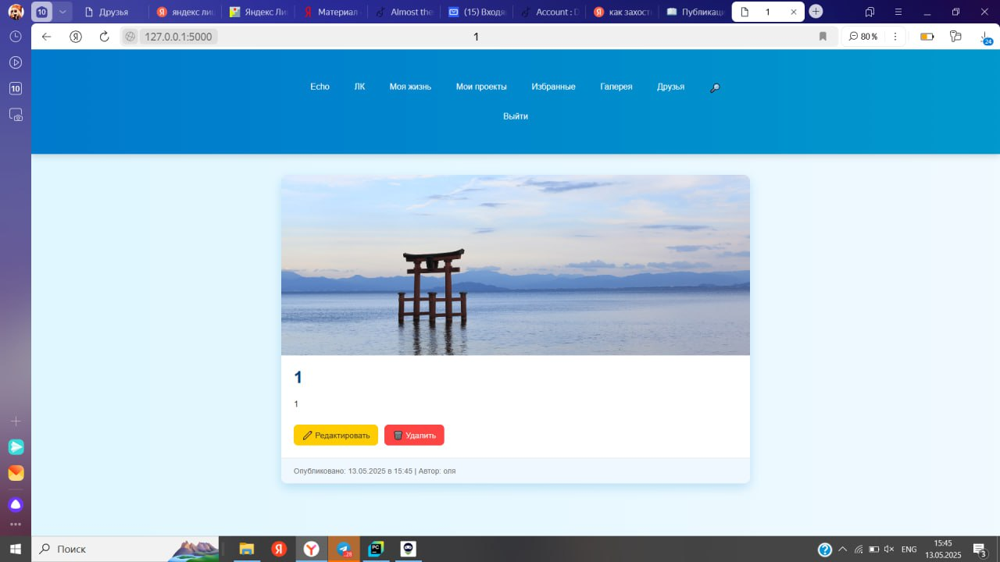 10
Друзья
яндекс ли
Яндекс Ли
Материал
Almost the
(15) Входя
Account : D
как захост
Публикац
1
127.0.0.1:5000
1
80 %
24
10
Echo
ЛК
Моя жизнь
Мои проекты
Избранные
Галерея
Друзья
Выйти
1
1
Редактировать
Удалить
Опубликовано: 13.05.2025 в 15:45 | Автор: оля
Поиск
PC
28
ENG
15:45
13.05.2025
3